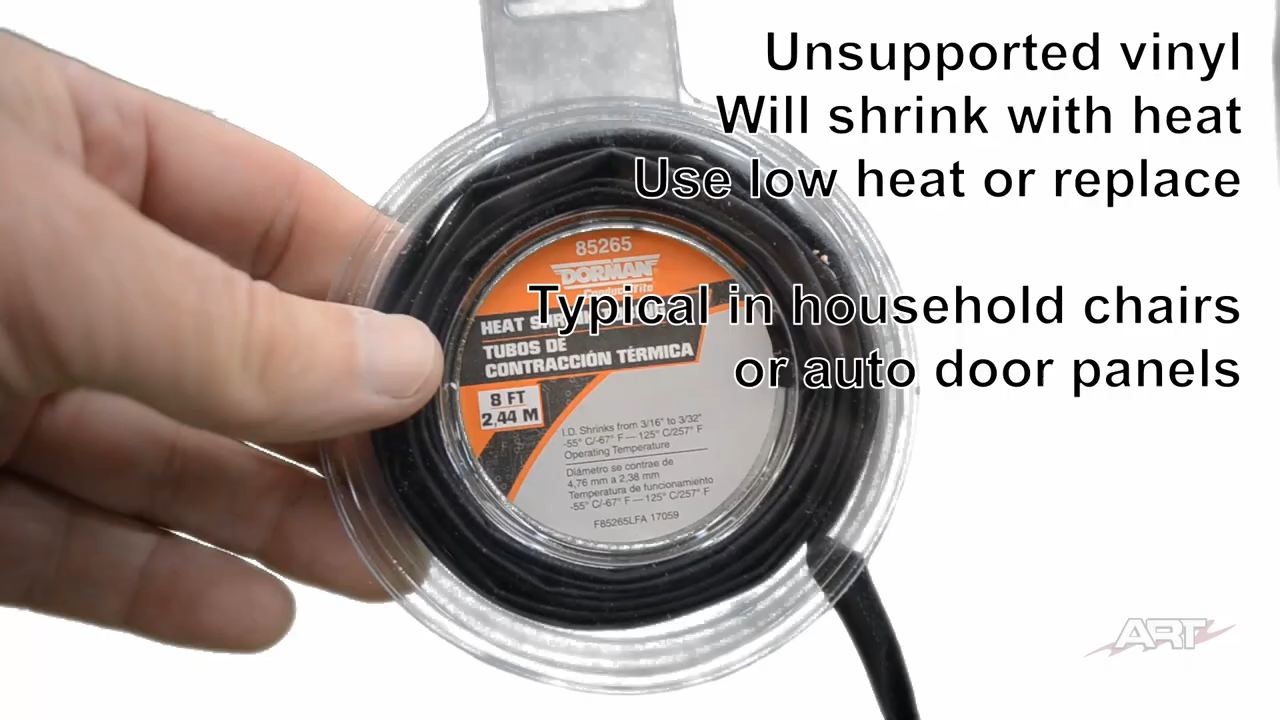 Unsupported vinyl
Will shrink with heat
Use low heat or replace
Typical in household chairs
or auto door panels
85265
DORMAN
HEAT
TUBOS DE
CONTRACCIÓN TÉRMICA
8 FT
2,44 M
I.D. Shrinks from 3/16" to 3/32"
-55° C/-67° F — 125° C/257° F
Operating Temperature
Diámetro se contrae de
4,76 mm a 2,38 mm
Temperatura de funcionamiento
-55° C/-67° F — 125° C/257° F
F85265LFA 17059
ART